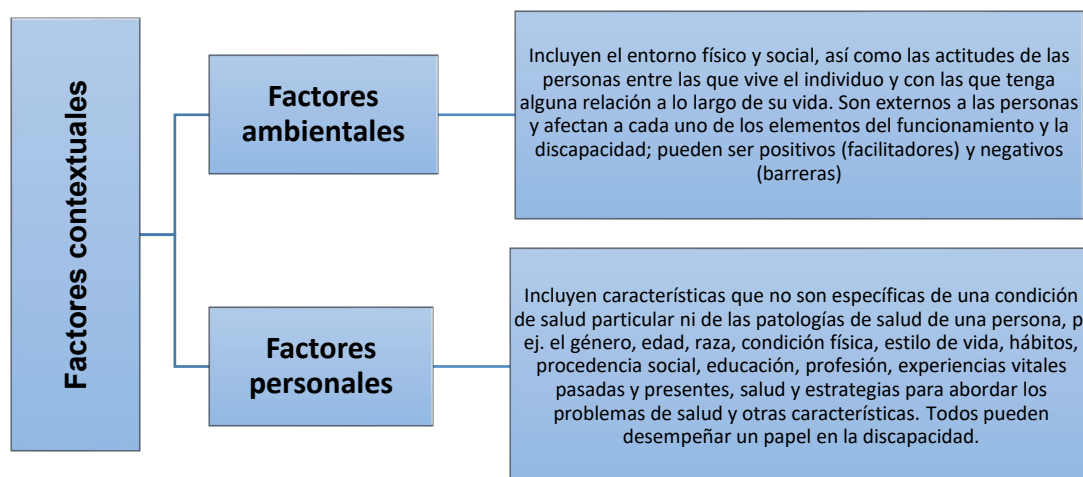 Factores contextuales
Factores
ambientales
Incluyen el entorno físico y social, así como las actitudes de las
personas entre las que vive el individuo y con las que tenga
alguna relación a lo largo de su vida. Son externos a las personas
y afectan a cada uno de los elementos del funcionamiento y la
discapacidad; pueden ser positivos (facilitadores) y negativos
(barreras)
Factores
personales
Incluyen características que no son específicas de una condición
de salud particular ni de las patologías de salud de una persona, p
ej. el género, edad, raza, condición física, estilo de vida, hábitos,
procedencia social, educación, profesión, experiencias vitales
pasadas y presentes, salud y estrategias para abordar los
problemas de salud y otras características. Todos pueden
desempeñar un papel en la discapacidad.